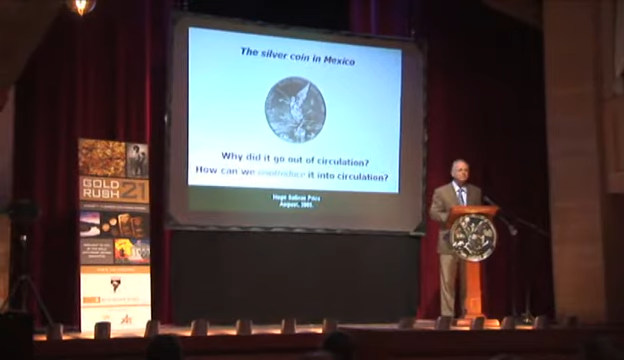 The silver coin in Mexico
Why did it go out of circulation?
How can we reintroduce it into circulation?
Hugo Salinas Price
August, 2005.
GOLD
RUSH 21